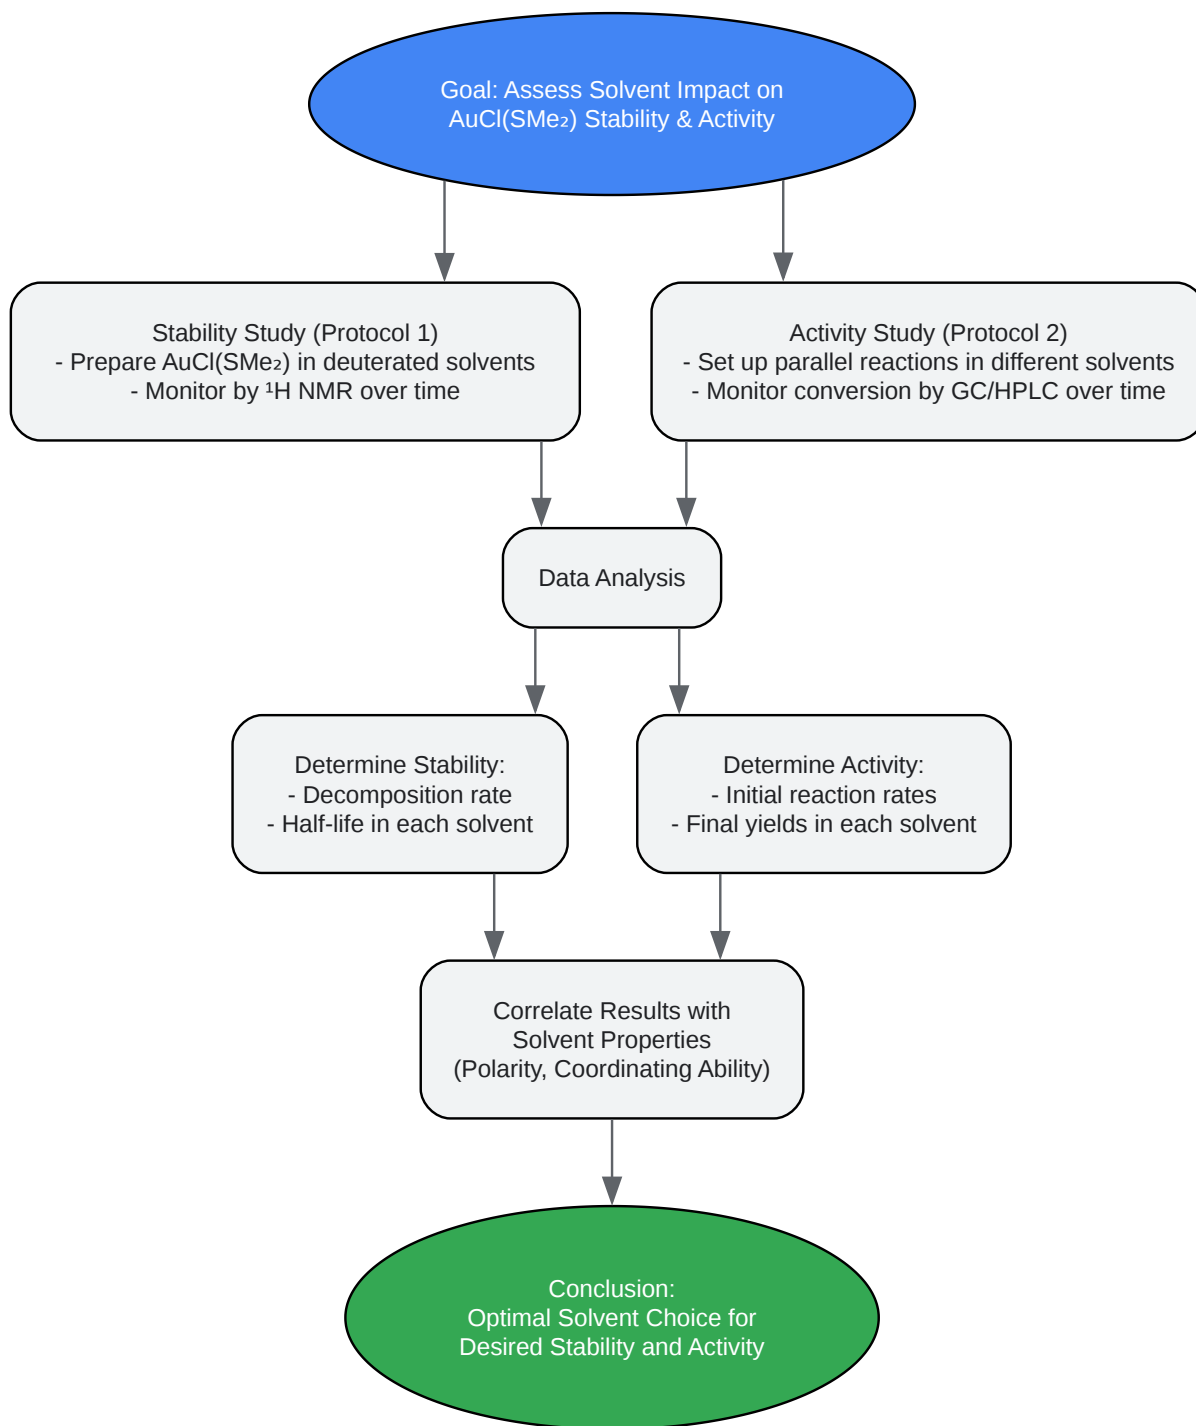 Goal: Assess Solvent Impact on
AuCl(SMe₂) Stability & Activity
Stability Study (Protocol 1)
- Prepare AuCl(SMe₂) in deuterated solvents
- Monitor by ¹H NMR over time
Activity Study (Protocol 2)
- Set up parallel reactions in different solvents
- Monitor conversion by GC/HPLC over time
Data Analysis
Determine Stability:
- Decomposition rate
- Half-life in each solvent
Determine Activity:
- Initial reaction rates
- Final yields in each solvent
Correlate Results with
Solvent Properties
(Polarity, Coordinating Ability)
Conclusion:
Optimal Solvent Choice for
Desired Stability and Activity